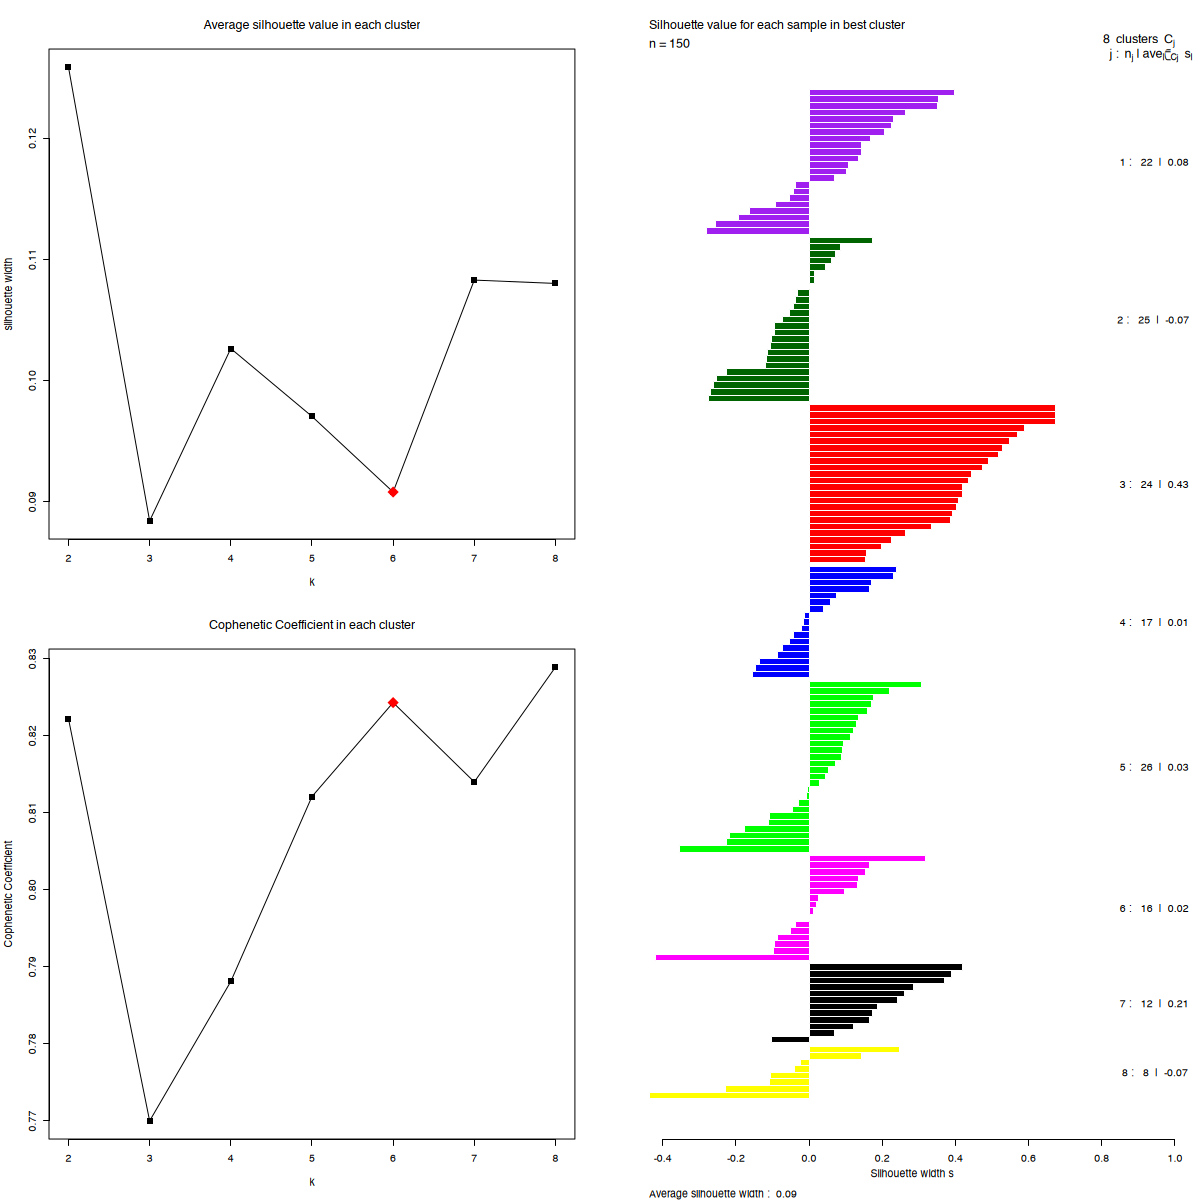 Average silhouette value in each cluster
silhouette width
0.12
0.11
0.10
0.09
2 3 4 5 6 7 8
k
Cophenetic Coefficient in each cluster
Cophenetic Coefficient
0.83
0.82
0.81
0.80
0.79
0.78
0.77
2 3 4 5 6 7 8
k
Silhouette value for each sample in best cluster
n = 150
8 clusters Cj
j : nj | ave i∈Cj si
1 : 22 | 0.08
2 : 25 | -0.07
3 : 24 | 0.43
4 : 17 | 0.01
5 : 26 | 0.03
6 : 16 | 0.02
7 : 12 | 0.21
8 : 8 | -0.07
-0.4 -0.2 0.0 0.2 0.4 0.6 0.8 1.0
Silhouette width s
Average silhouette width : 0.09